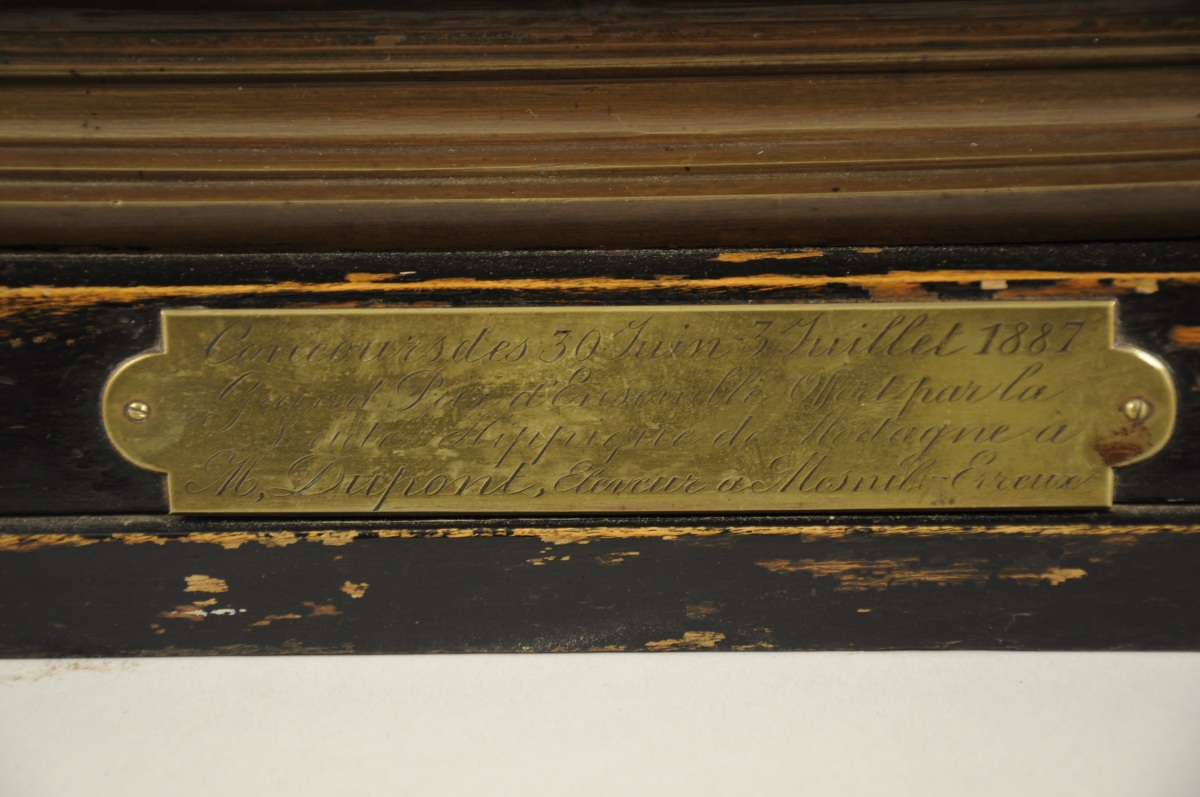 Concours des 30 Juin-3 Juillet 1887
Grand Prix d'Ensemble Offert par la
Hippique de Mortagne à
M, Dupont, Eleveur à Mesnil-Erreux